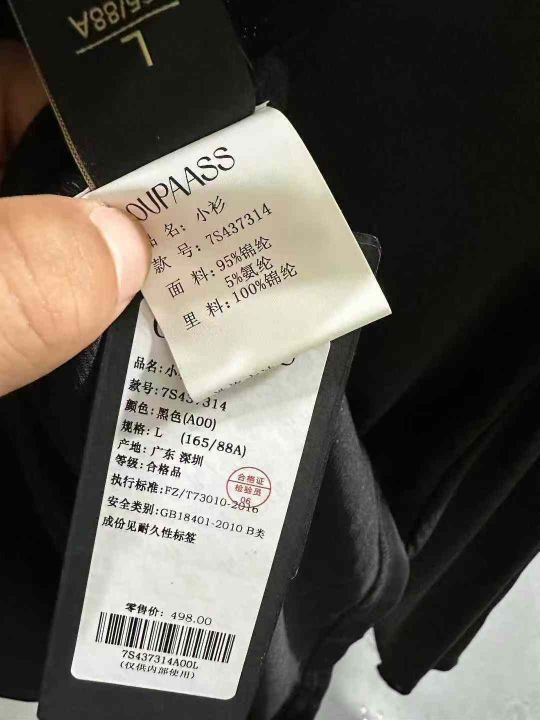 L
5/88A
OUPAASS
品 名：小衫
款 号：7S437314
面 料：95%锦纶
5%氨纶
里 料：100%锦纶
品名：小
款号：7S437314
颜色：黑色(A00)
规格：L (165/88A)
产地：广东 深圳
等级：合格品
执行标准：FZ/T73010-2016
安全类别：GB18401-2010 B类
成份见耐久性标签
合格证
检验员
06
零售价：498.00
7S437314A00L
(仅供内部使用)